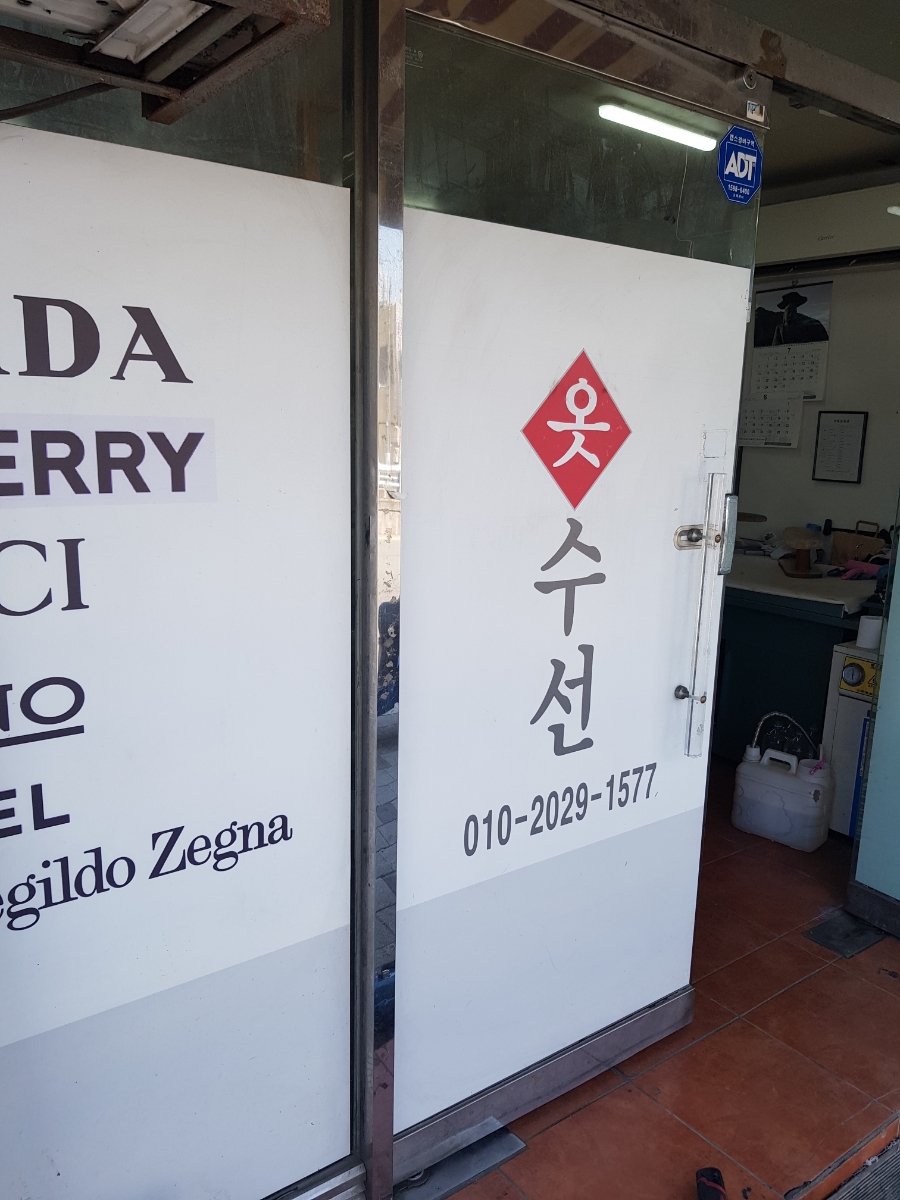 ADA
ERRY
CI
NO
EL
egildo Zegna
옷
수
선
010-2029-1577
ADT